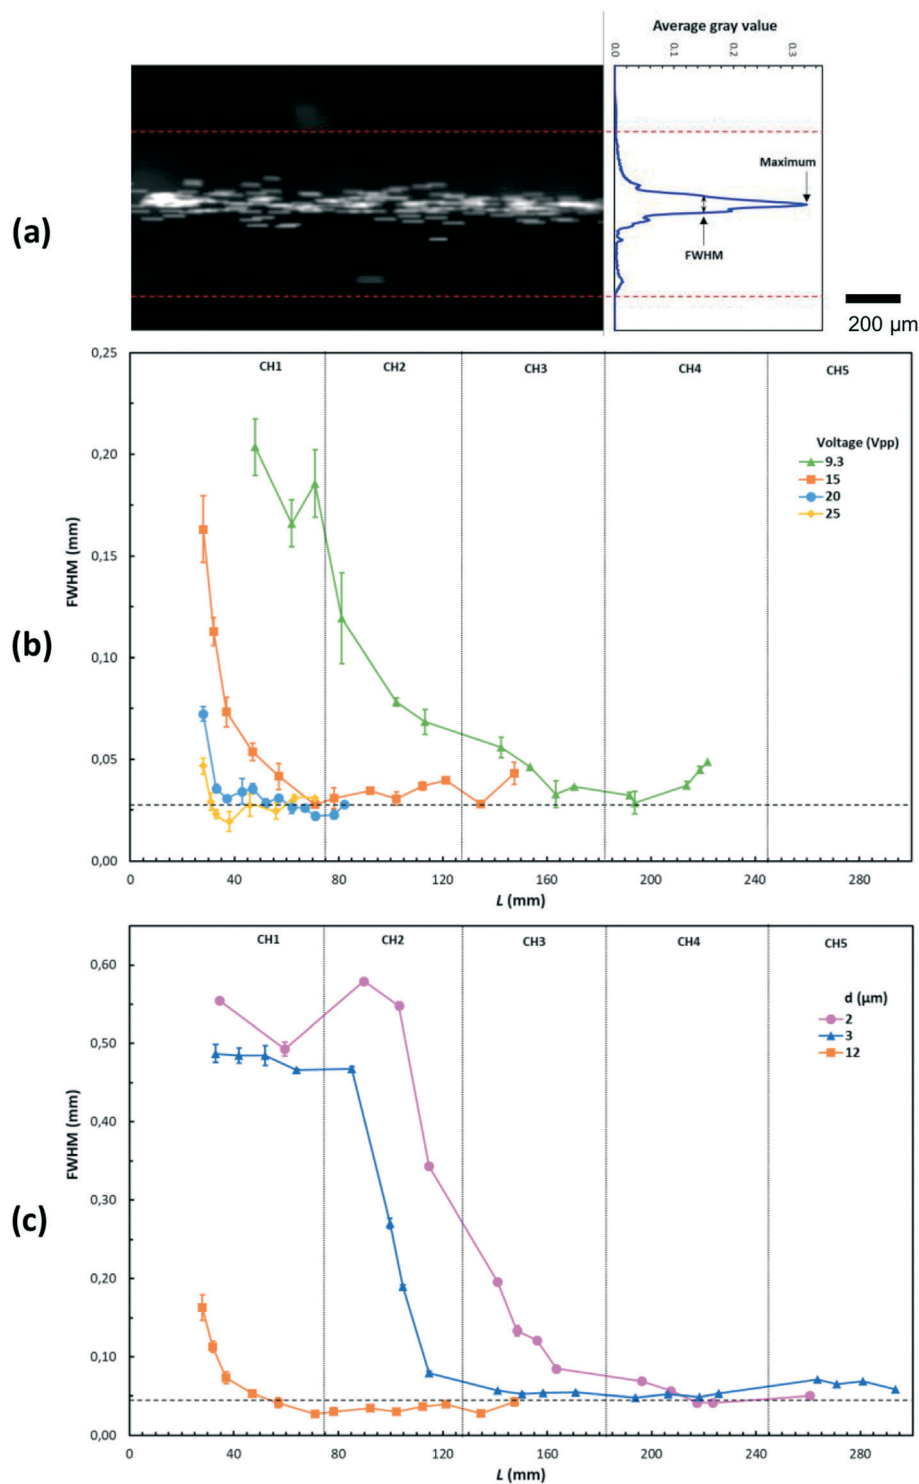 Average gray value
0.0 0.1 0.2 0.3
Maximum
FWHM
(a)
200 µm
0,25
0,20
0,15
0,10
0,05
0,00
CH1 CH2 CH3 CH4 CH5
Voltage (Vpp)
9.3
15
20
25
FWHM (mm)
(b)
0 40 80 120 160 200 240 280
L (mm)
0,60
0,50
0,40
0,30
0,20
0,10
0,00
CH1 CH2 CH3 CH4 CH5
d (µm)
2
3
12
FWHM (mm)
(c)
0 40 80 120 160 200 240 280
L (mm)